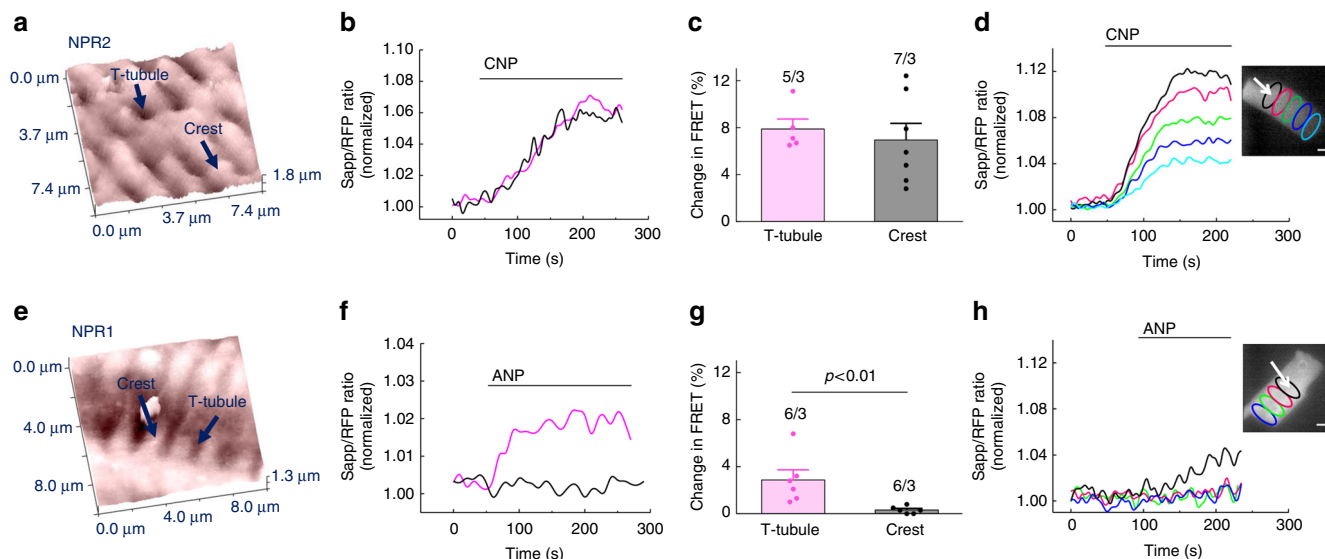 a
NPR2
T-tubule
Crest
0.0 µm
3.7 µm
7.4 µm
0.0 µm
3.7 µm
7.4 µm
1.8 µm
b
CNP
1.10
1.08
1.06
1.04
1.02
1.00
Sapp/RFP ratio
(normalized)
0 100 200 300
Time (s)
c
5/3
7/3
12
8
4
0
Change in FRET (%)
T-tubule Crest
d
CNP
1.12
1.08
1.04
1.00
Sapp/RFP ratio
(normalized)
0 100 200 300
Time (s)
e
NPR1
Crest
T-tubule
0.0 µm
4.0 µm
8.0 µm
0.0 µm
4.0 µm
8.0 µm
1.3 µm
f
ANP
1.04
1.03
1.02
1.01
1.00
Sapp/RFP ratio
(normalized)
0 100 200 300
Time (s)
g
p<0.01
6/3
6/3
12
8
4
0
Change in FRET (%)
T-tubule Crest
h
ANP
1.12
1.08
1.04
1.00
Sapp/RFP ratio
(normalized)
0 100 200 300
Time (s)